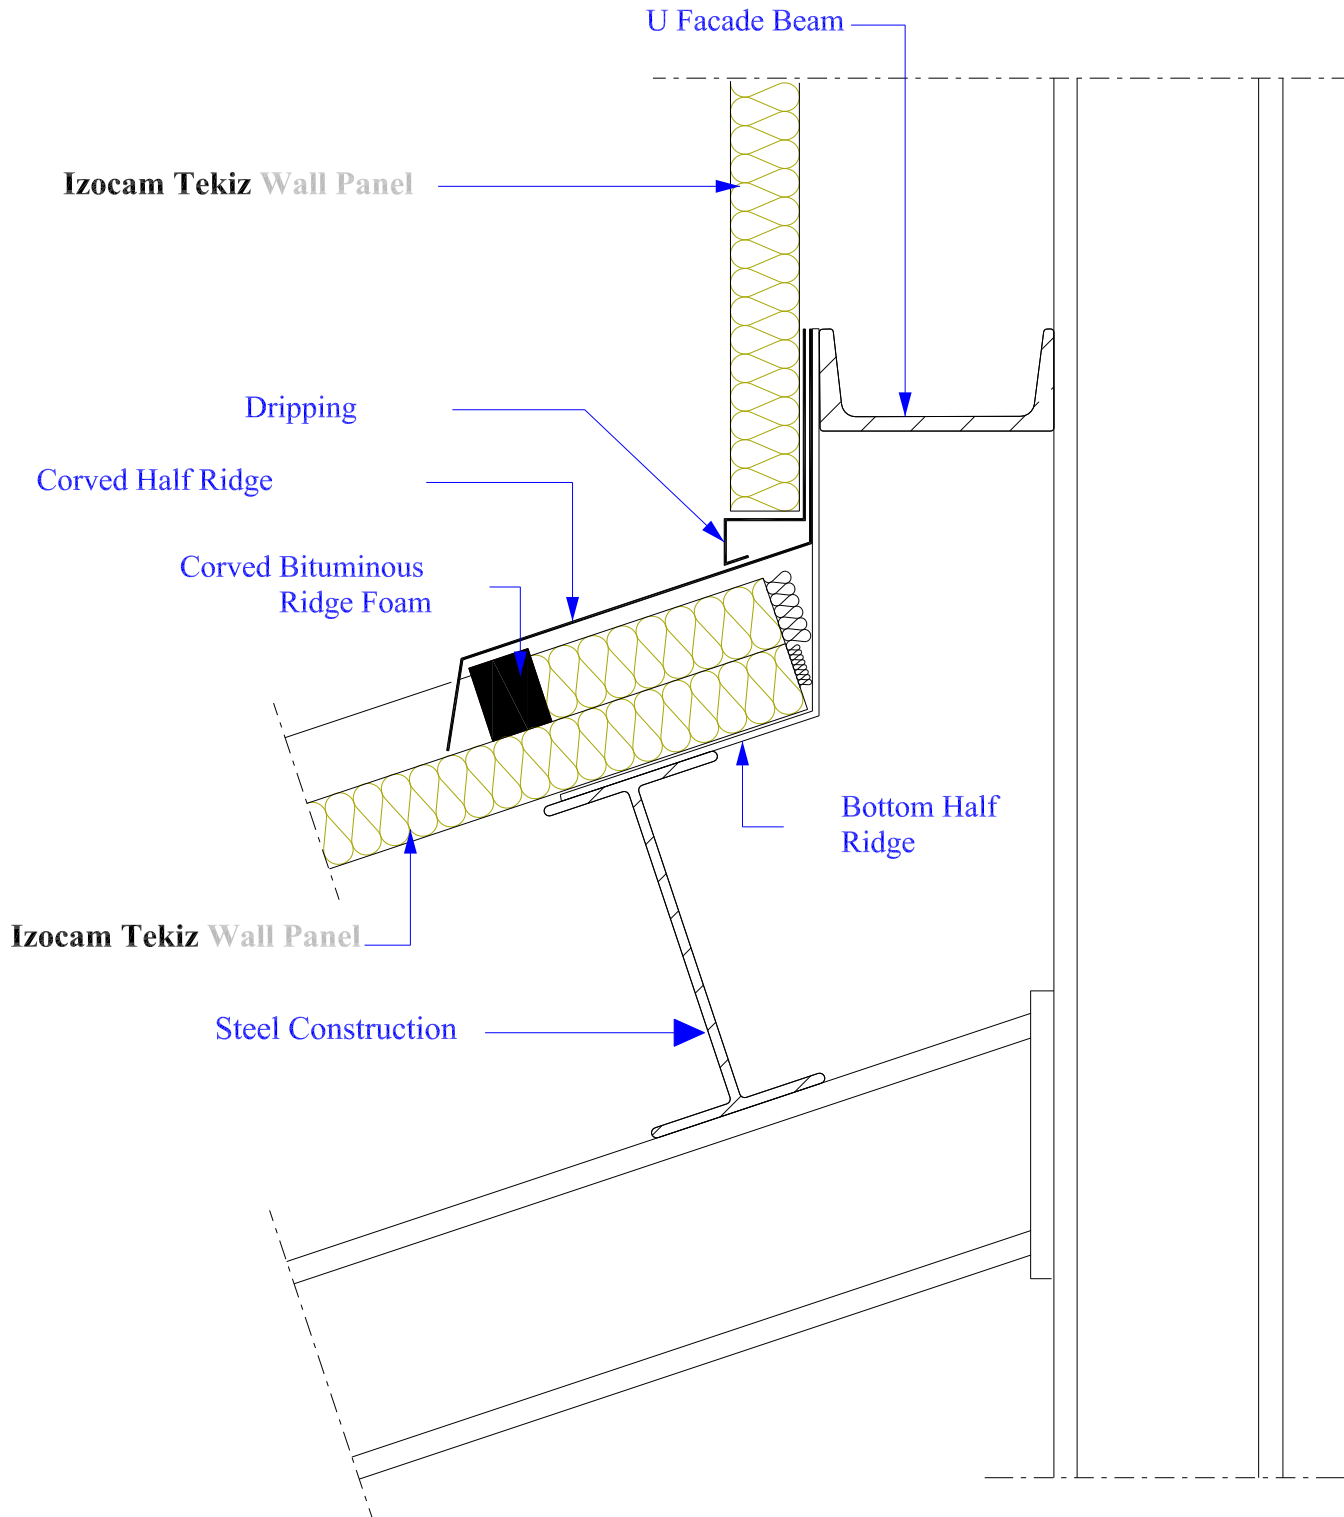 U Facade Beam
Izocam Tekiz Wall Panel
Dripping
Corved Half Ridge
Corved Bituminous
Ridge Foam
Bottom Half
Ridge
Izocam Tekiz Wall Panel
Steel Construction